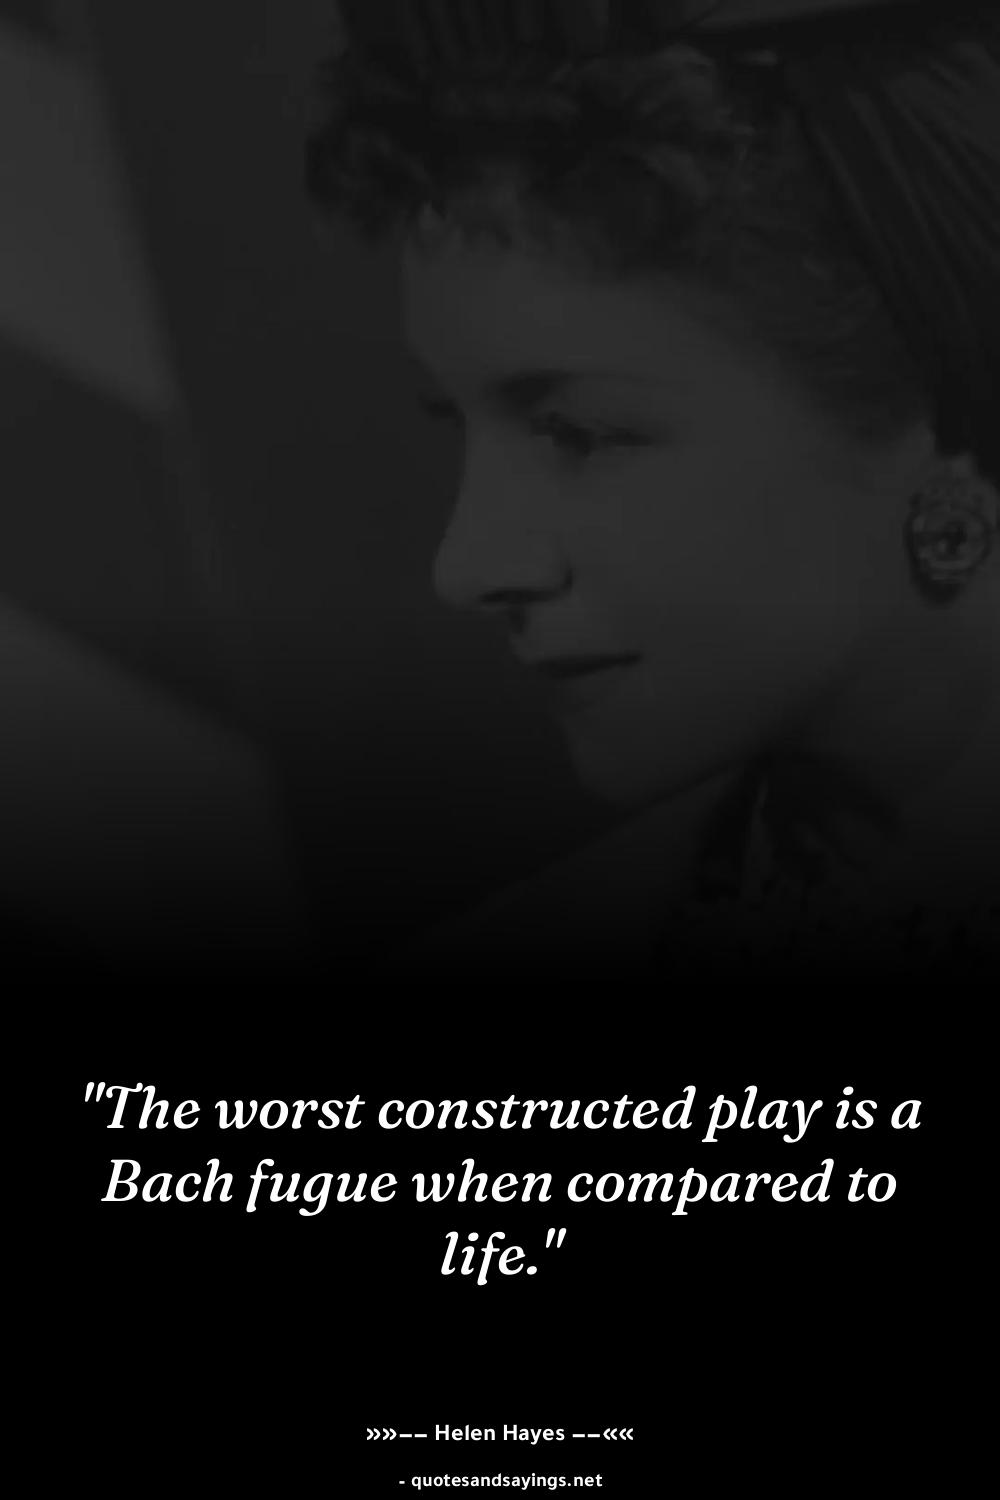 "The worst constructed play is a
Bach fugue when compared to
life."
»»–– Helen Hayes ––««
- quotesandsayings.net